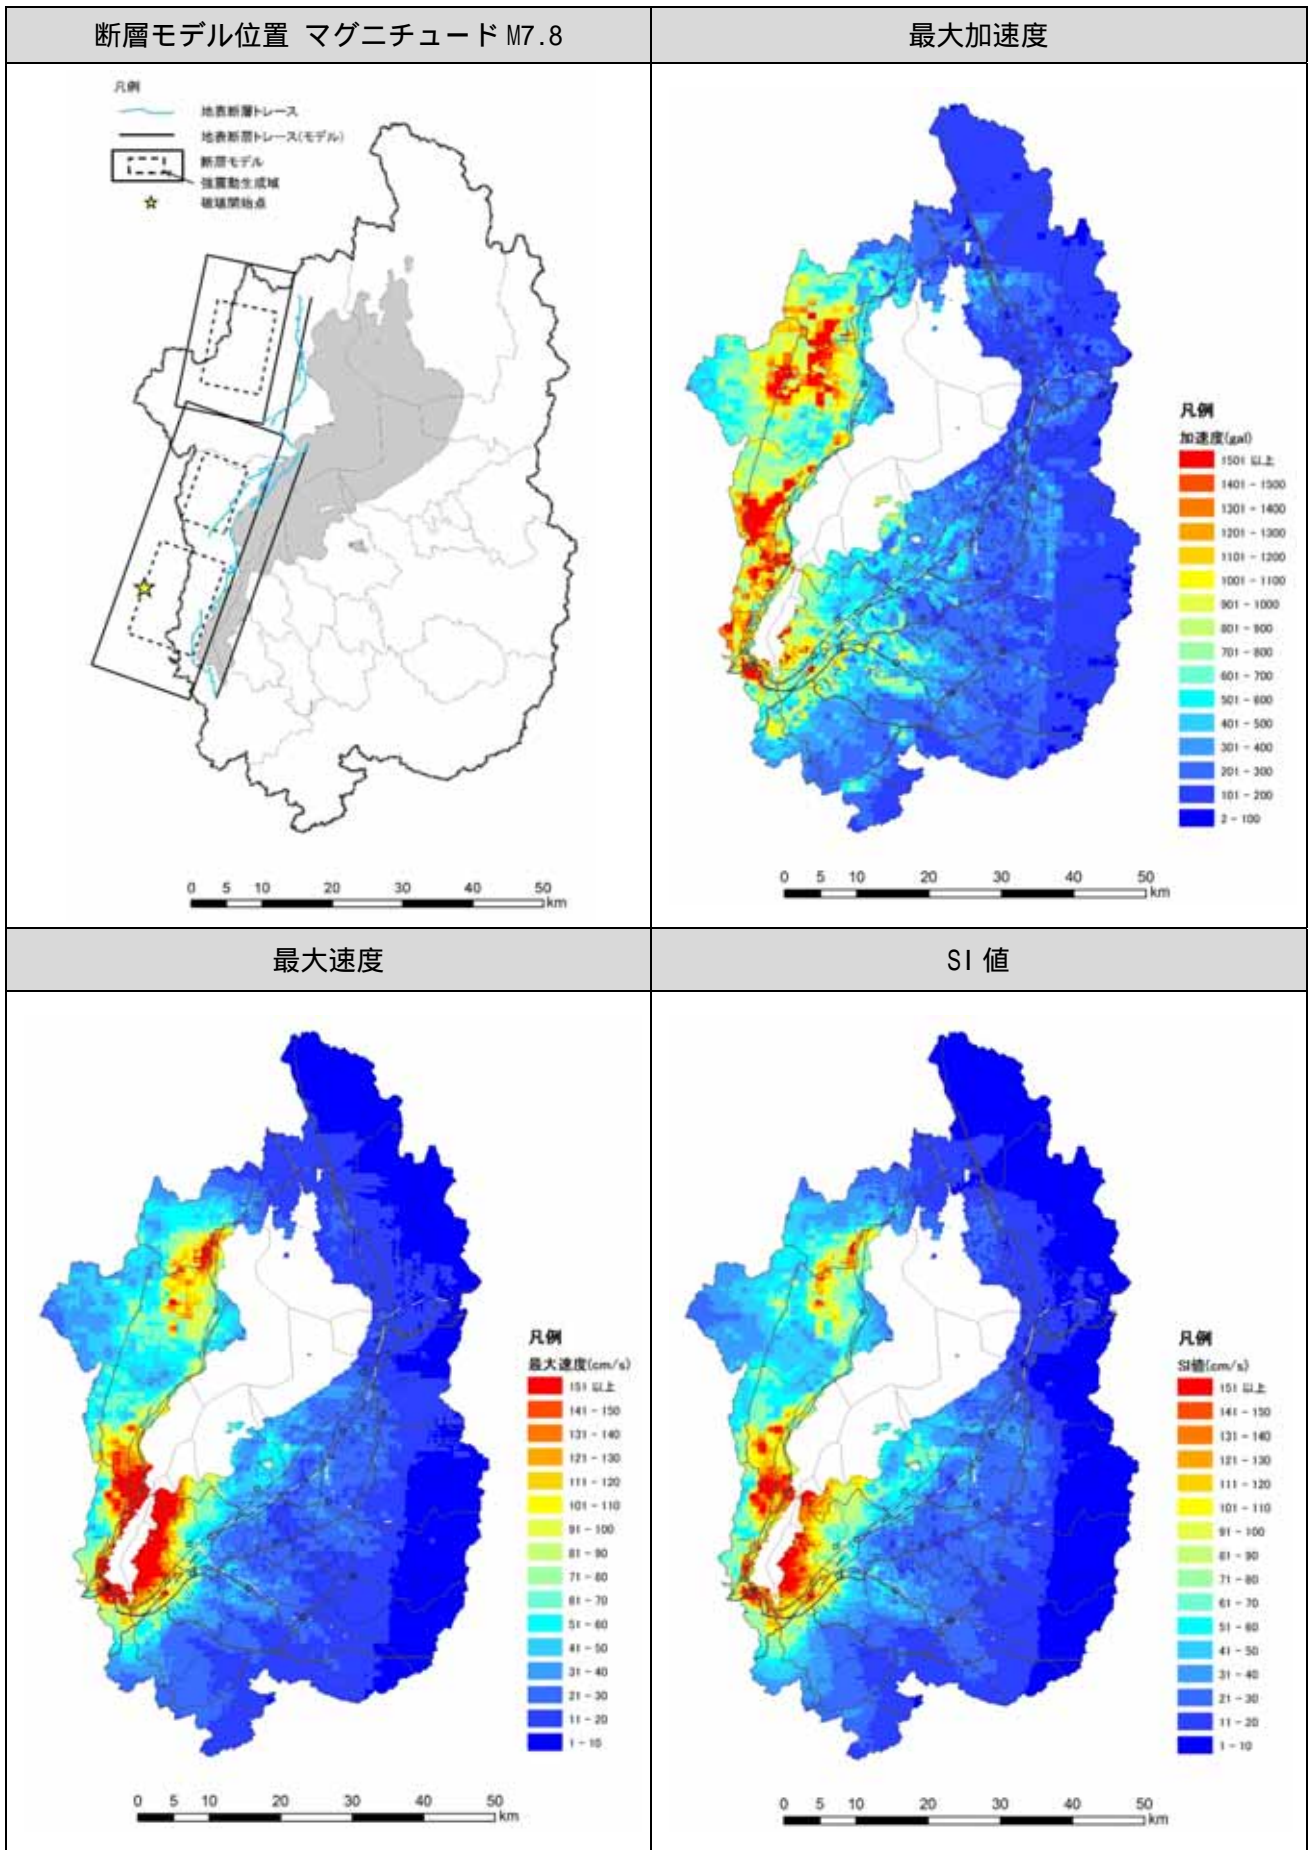 断層モデル位置 マグニチュード M7.8
凡例
地表断層トレース
地表断層トレース(モデル)
断層モデル
強震動生成域
破壊開始点
0 5 10 20 30 40 50
km
最大加速度
凡例
加速度(gal)
1501 以上
1401 - 1500
1301 - 1400
1201 - 1300
1101 - 1200
1001 - 1100
901 - 1000
801 - 900
701 - 800
601 - 700
501 - 600
401 - 500
301 - 400
201 - 300
101 - 200
2 - 100
0 5 10 20 30 40 50
km
最大速度
凡例
最大速度(cm/s)
151 以上
141 - 150
131 - 140
121 - 130
111 - 120
101 - 110
91 - 100
81 - 90
71 - 80
61 - 70
51 - 60
41 - 50
31 - 40
21 - 30
11 - 20
1 - 10
0 5 10 20 30 40 50
km
SI 値
凡例
SI値(cm/s)
151 以上
141 - 150
131 - 140
121 - 130
111 - 120
101 - 110
91 - 100
81 - 90
71 - 80
61 - 70
51 - 60
41 - 50
31 - 40
21 - 30
11 - 20
1 - 10
0 5 10 20 30 40 50
km